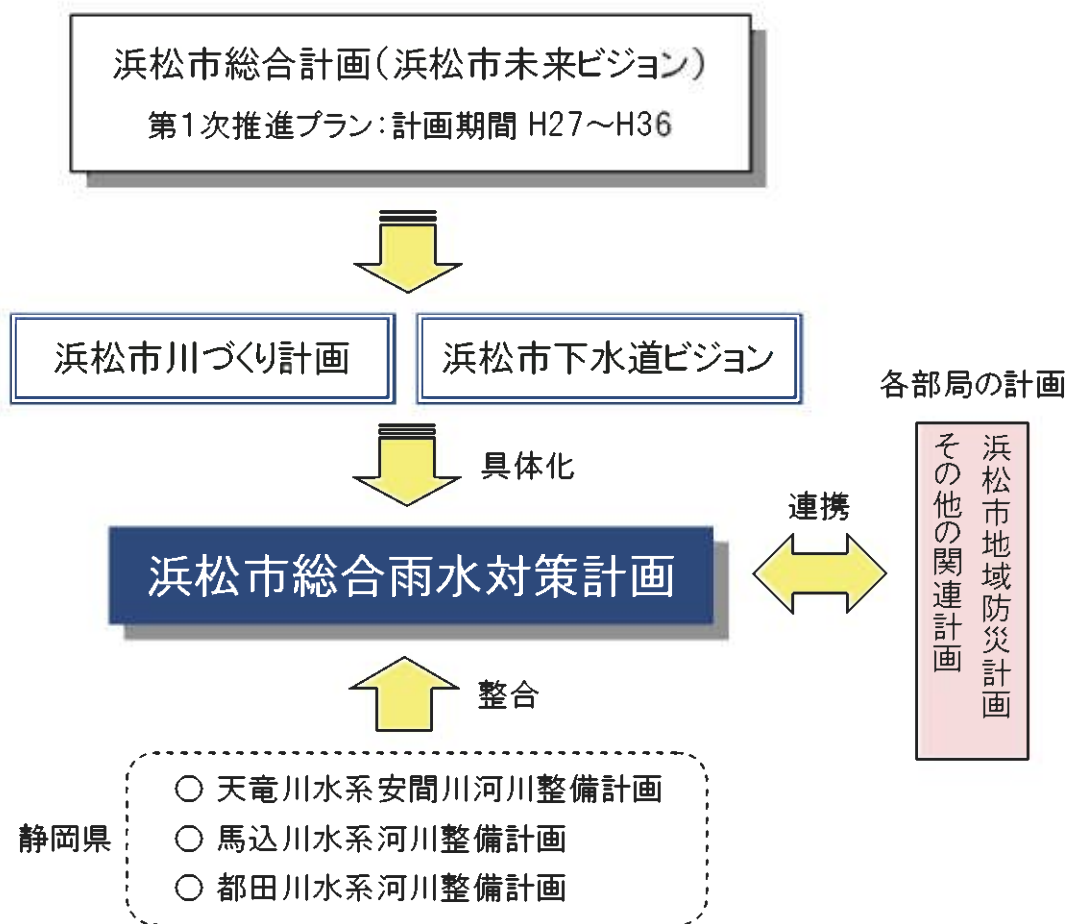 浜松市総合計画(浜松市未来ビジョン)
第1次推進プラン:計画期間 H27~H36
浜松市川づくり計画
浜松市下水道ビジョン
具体化
浜松市総合雨水対策計画
連携
各部局の計画
浜松市地域防災計画
その他の関連計画
整合
静岡県
○ 天竜川水系安間川河川整備計画
○ 馬込川水系河川整備計画
○ 都田川水系河川整備計画